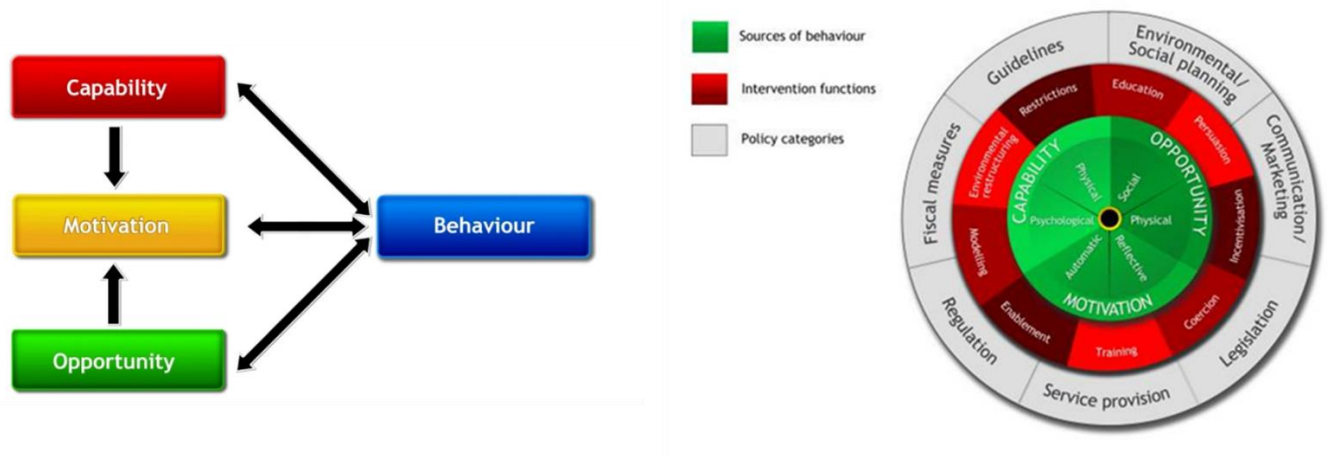 Capability
Motivation
Opportunity
Behaviour
Sources of behaviour
Intervention functions
Policy categories
Guidelines
Environmental/
Social planning
Communication/
Marketing
Legislation
Service provision
Regulation
Fiscal measures
Restrictions
Education
Persuasion
Incentivisation
Coercion
Training
Enablement
Modelling
Environmental
restructuring
CAPABILITY
OPPORTUNITY
MOTIVATION
Physical
Social
Psychological
Physical
Automatic
Reflective